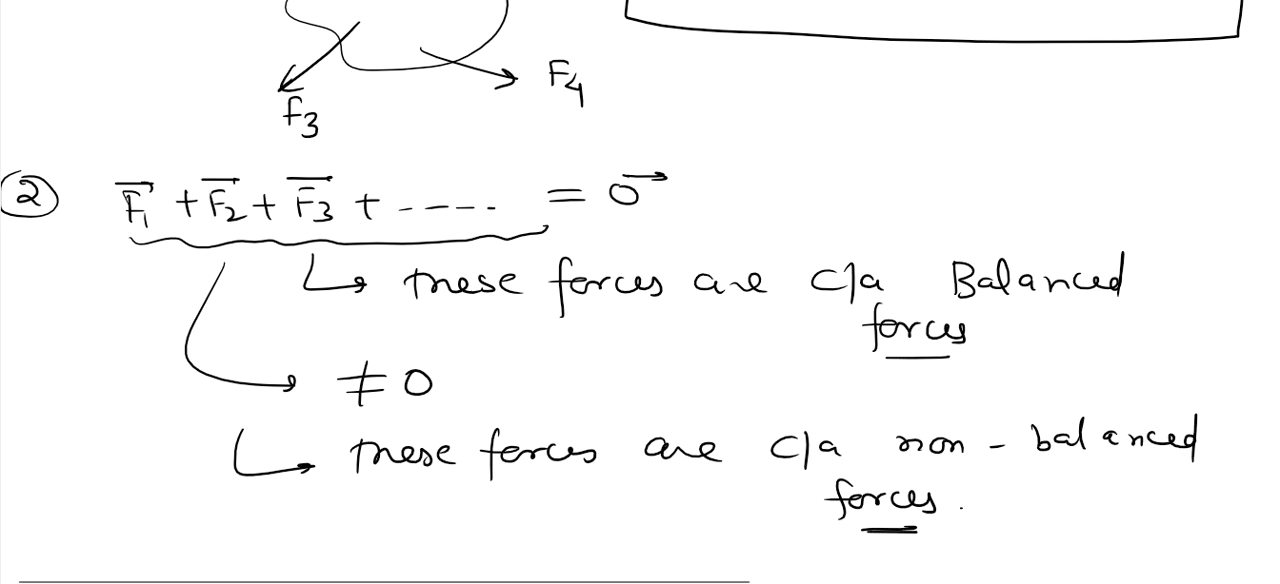 F₄
F₃
② F₁⃗ + F₂⃗ + F₃⃗ + ----- = 0⃗
↳ these forces are c/a Balanced
forces
≠ 0
↳ these forces are c/a non - balanced
forces.